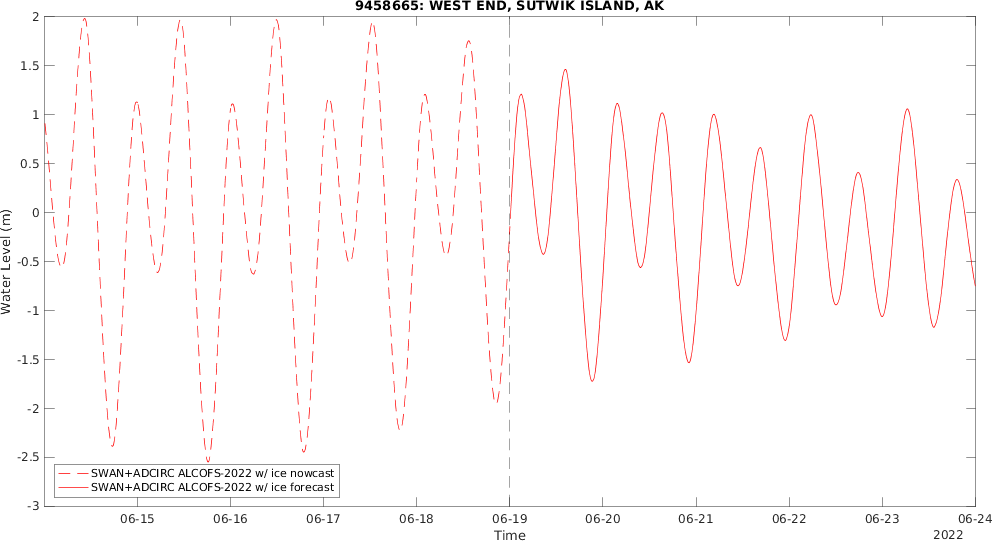 9458665: WEST END, SUTWIK ISLAND, AK
2
1.5
1
0.5
0
-0.5
-1
-1.5
-2
-2.5
-3
Water Level (m)
SWAN+ADCIRC ALCOFS-2022 w/ ice nowcast
SWAN+ADCIRC ALCOFS-2022 w/ ice forecast
06-15 06-16 06-17 06-18 06-19 06-20 06-21 06-22 06-23 06-24
Time
2022